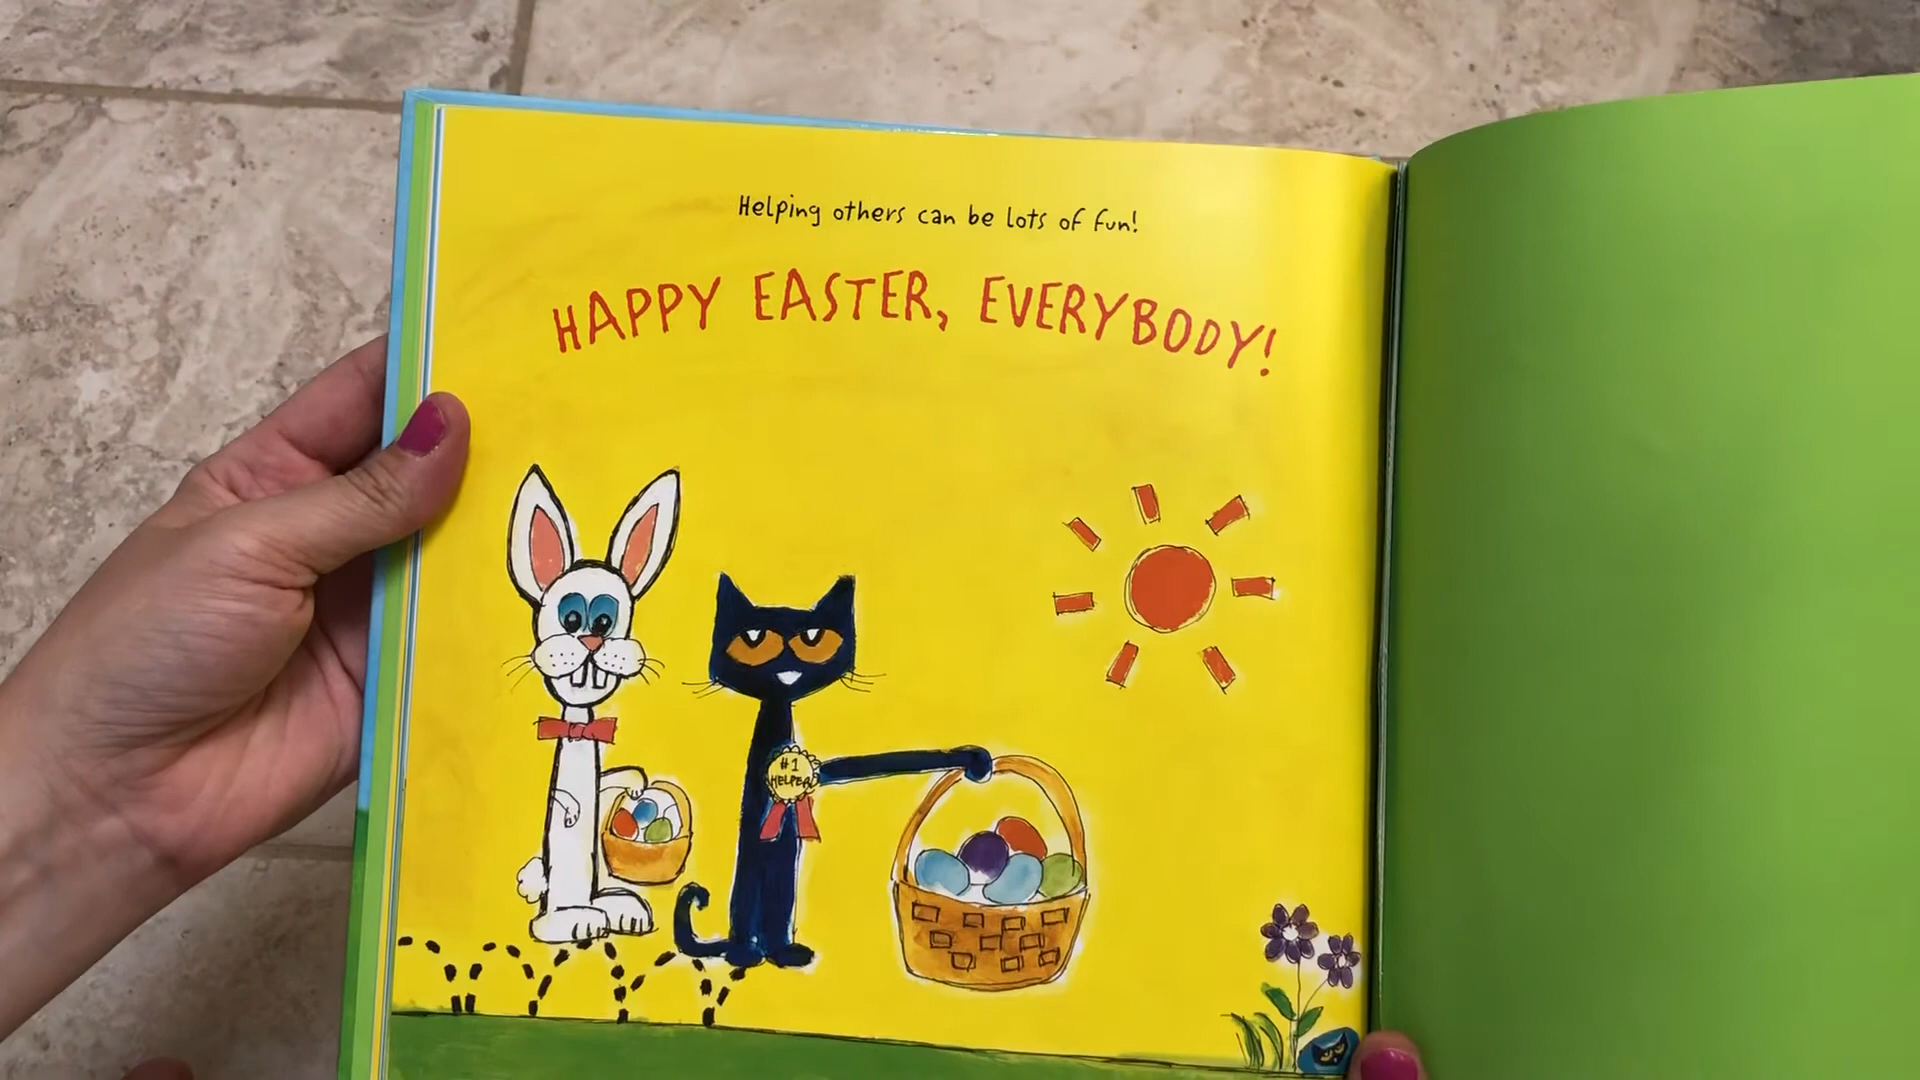 Helping others can be lots of fun!
HAPPY EASTER, EVERYBODY!
#1
HELPER